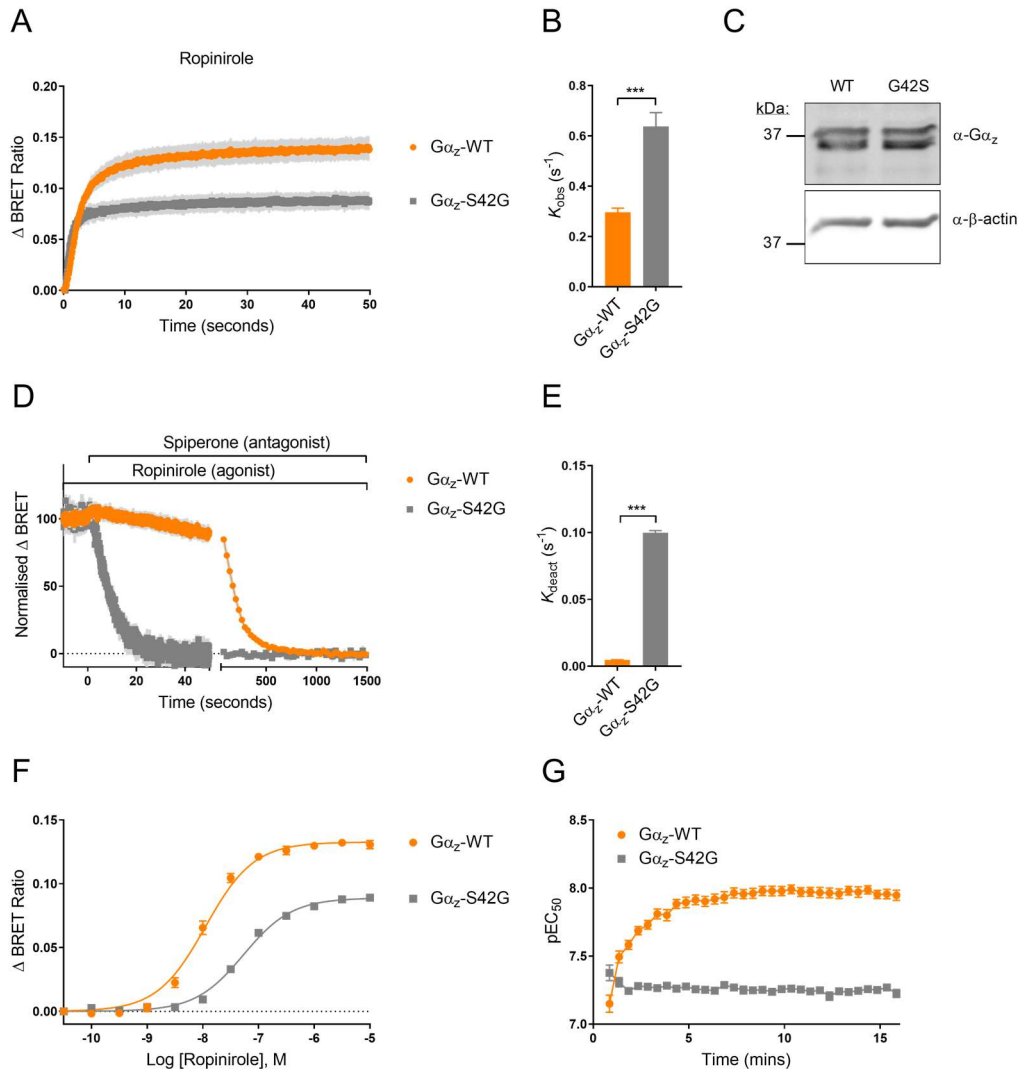 A
Ropinirole
Δ BRET Ratio
0.20
0.15
0.10
0.05
0.00
0 10 20 30 40 50
Time (seconds)
Gαz-WT
Gαz-S42G
B
***
Kobs (s-1)
0.8
0.6
0.4
0.2
0.0
Gαz-WT
Gαz-S42G
C
WT G42S
kDa:
37
α-Gαz
α-β-actin
37
D
Spiperone (antagonist)
Ropinirole (agonist)
Gαz-WT
Gαz-S42G
Normalised Δ BRET
100
50
0
0 20 40 500 1000 1500
Time (seconds)
E
***
Kdeact (s-1)
0.15
0.10
0.05
0.00
Gαz-WT
Gαz-S42G
F
Δ BRET Ratio
0.15
0.10
0.05
0.00
-10 -9 -8 -7 -6 -5
Log [Ropinirole], M
Gαz-WT
Gαz-S42G
G
Gαz-WT
Gαz-S42G
pEC50
8.5
8.0
7.5
7.0
0 5 10 15
Time (mins)